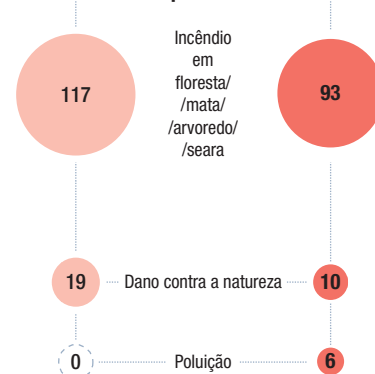 Incêndio
em
floresta/
/mata/
/arvoredo/
/seara
117
93
19 Dano contra a natureza 10
0 Poluição 6